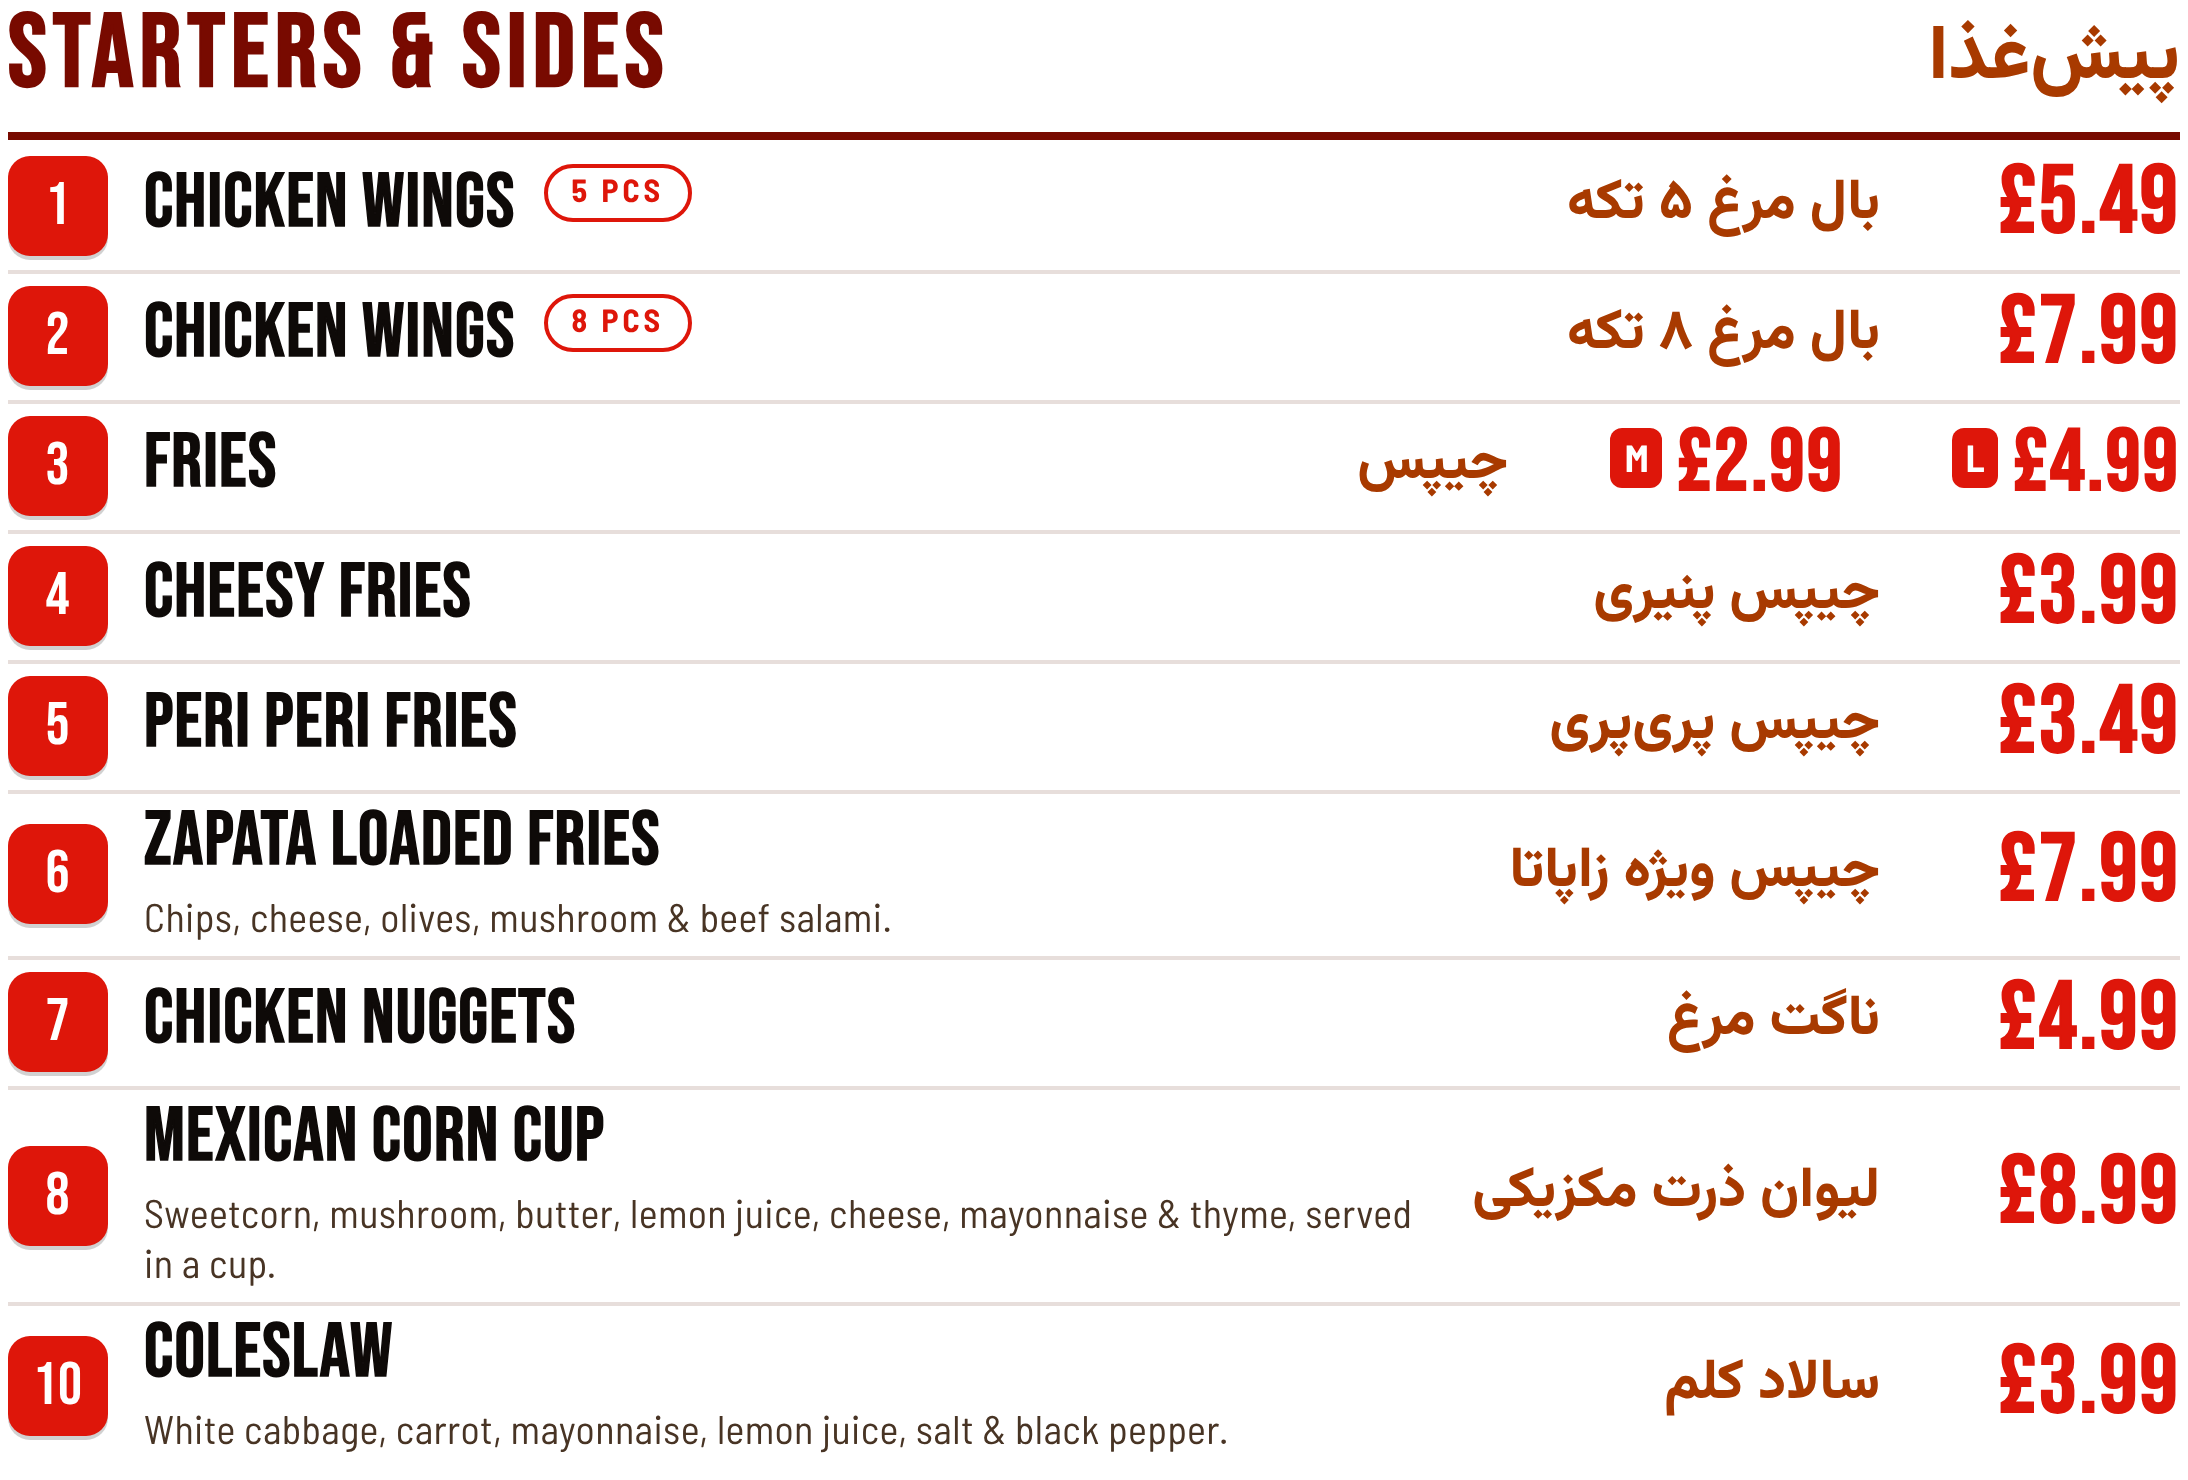 STARTERS & SIDES پیش‌غذا
1 CHICKEN WINGS 5 PCS بال مرغ ۵ تکه £5.49
2 CHICKEN WINGS 8 PCS بال مرغ ۸ تکه £7.99
3 FRIES چیپس M £2.99 L £4.99
4 CHEESY FRIES چیپس پنیری £3.99
5 PERI PERI FRIES چیپس پری‌پری £3.49
6 ZAPATA LOADED FRIES چیپس ویژه زاپاتا £7.99
Chips, cheese, olives, mushroom & beef salami.
7 CHICKEN NUGGETS ناگت مرغ £4.99
8 MEXICAN CORN CUP لیوان ذرت مکزیکی £8.99
Sweetcorn, mushroom, butter, lemon juice, cheese, mayonnaise & thyme, served
in a cup.
10 COLESLAW سالاد کلم £3.99
White cabbage, carrot, mayonnaise, lemon juice, salt & black pepper.